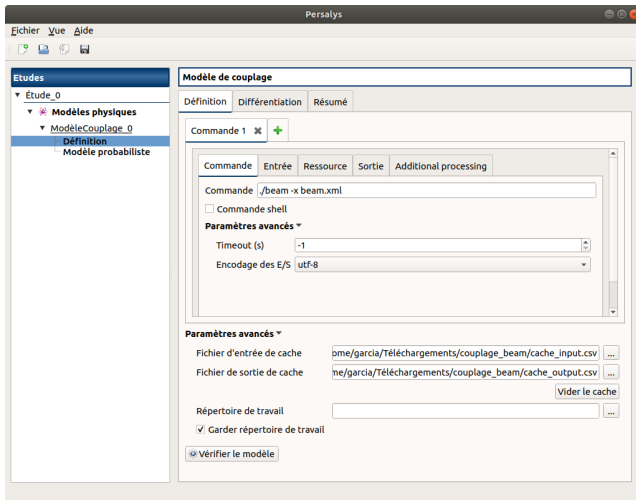 Persalys
Fichier Vue Aide
Etudes
Étude_0
Modèles physiques
ModèleCouplage_0
Définition
Modèle probabiliste
Modèle de couplage
Définition Différentiation Résumé
Commande 1
Commande Entrée Ressource Sortie Additional processing
Commande ./beam -x beam.xml
Commande shell
Paramètres avancés
Timeout (s) -1
Encodage des E/S utf-8
Paramètres avancés
Fichier d'entrée de cache ome/garcia/Téléchargements/couplage_beam/cache_input.csv ...
Fichier de sortie de cache ne/garcia/Téléchargements/couplage_beam/cache_output.csv ...
Vider le cache
Répertoire de travail ...
Garder répertoire de travail
Vérifier le modèle